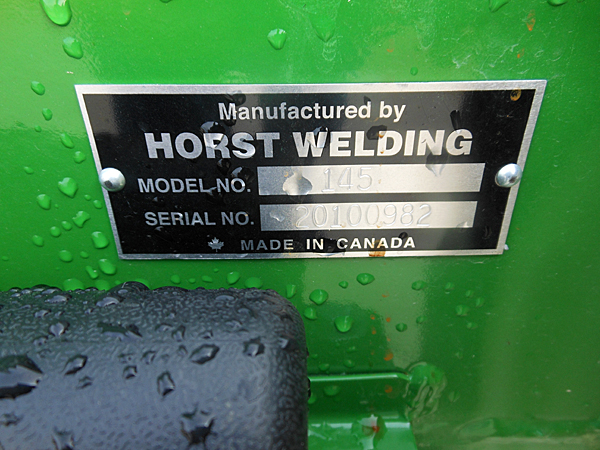 Manufactured by
HORST WELDING
MODEL NO. 145
SERIAL NO. 20100982
MADE IN CANADA